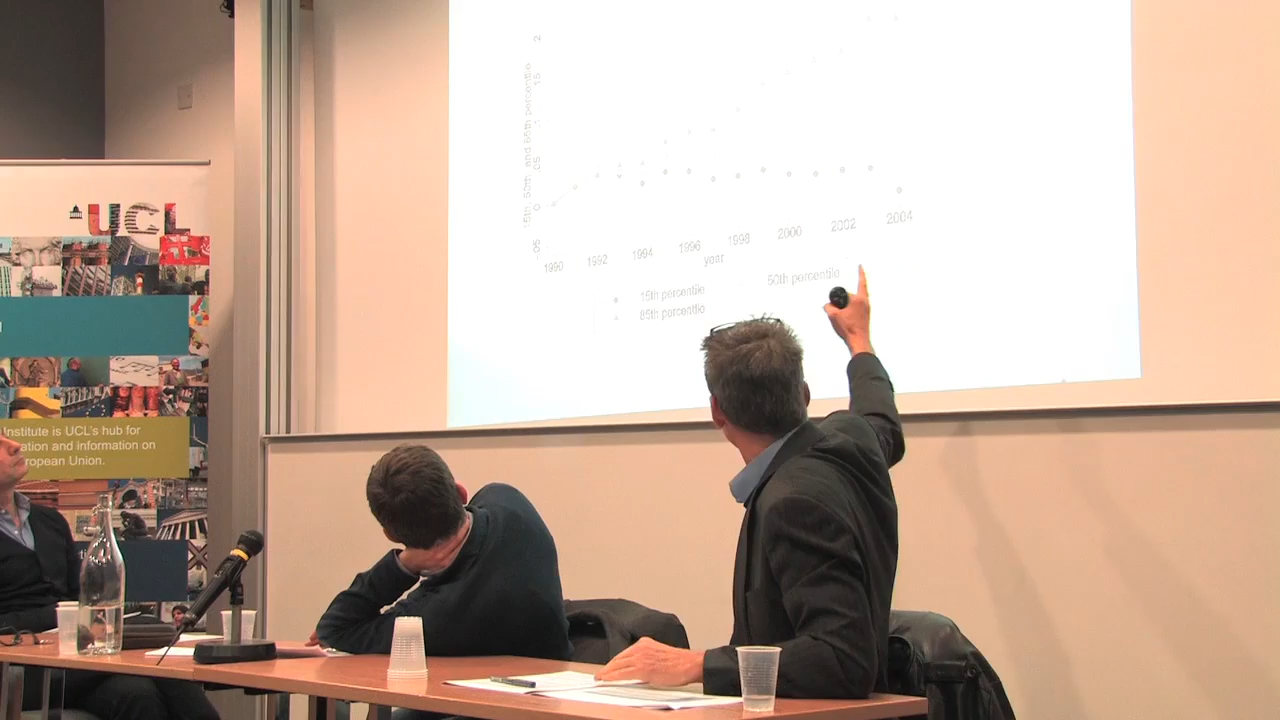 UCL
Institute is UCL's hub for
ation and information on
ropean Union.
15th, 50th, and 85th percentile
2
.15
.1
.05
0
.05
1990
1992
1994
1996
1998
2000
2002
2004
year
15th percentile
50th percentile
85th percentile